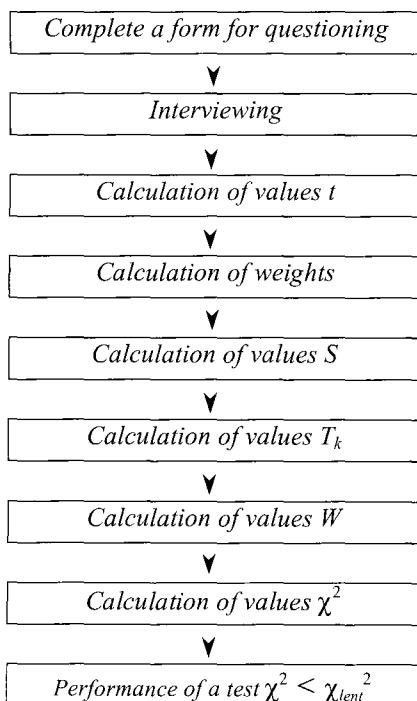 Complete a form for questioning
Interviewing
Calculation of values t
Calculation of weights
Calculation of values S
Calculation of values Tₖ
Calculation of values W
Calculation of values χ²
Performance of a test χ² < χ_lent²